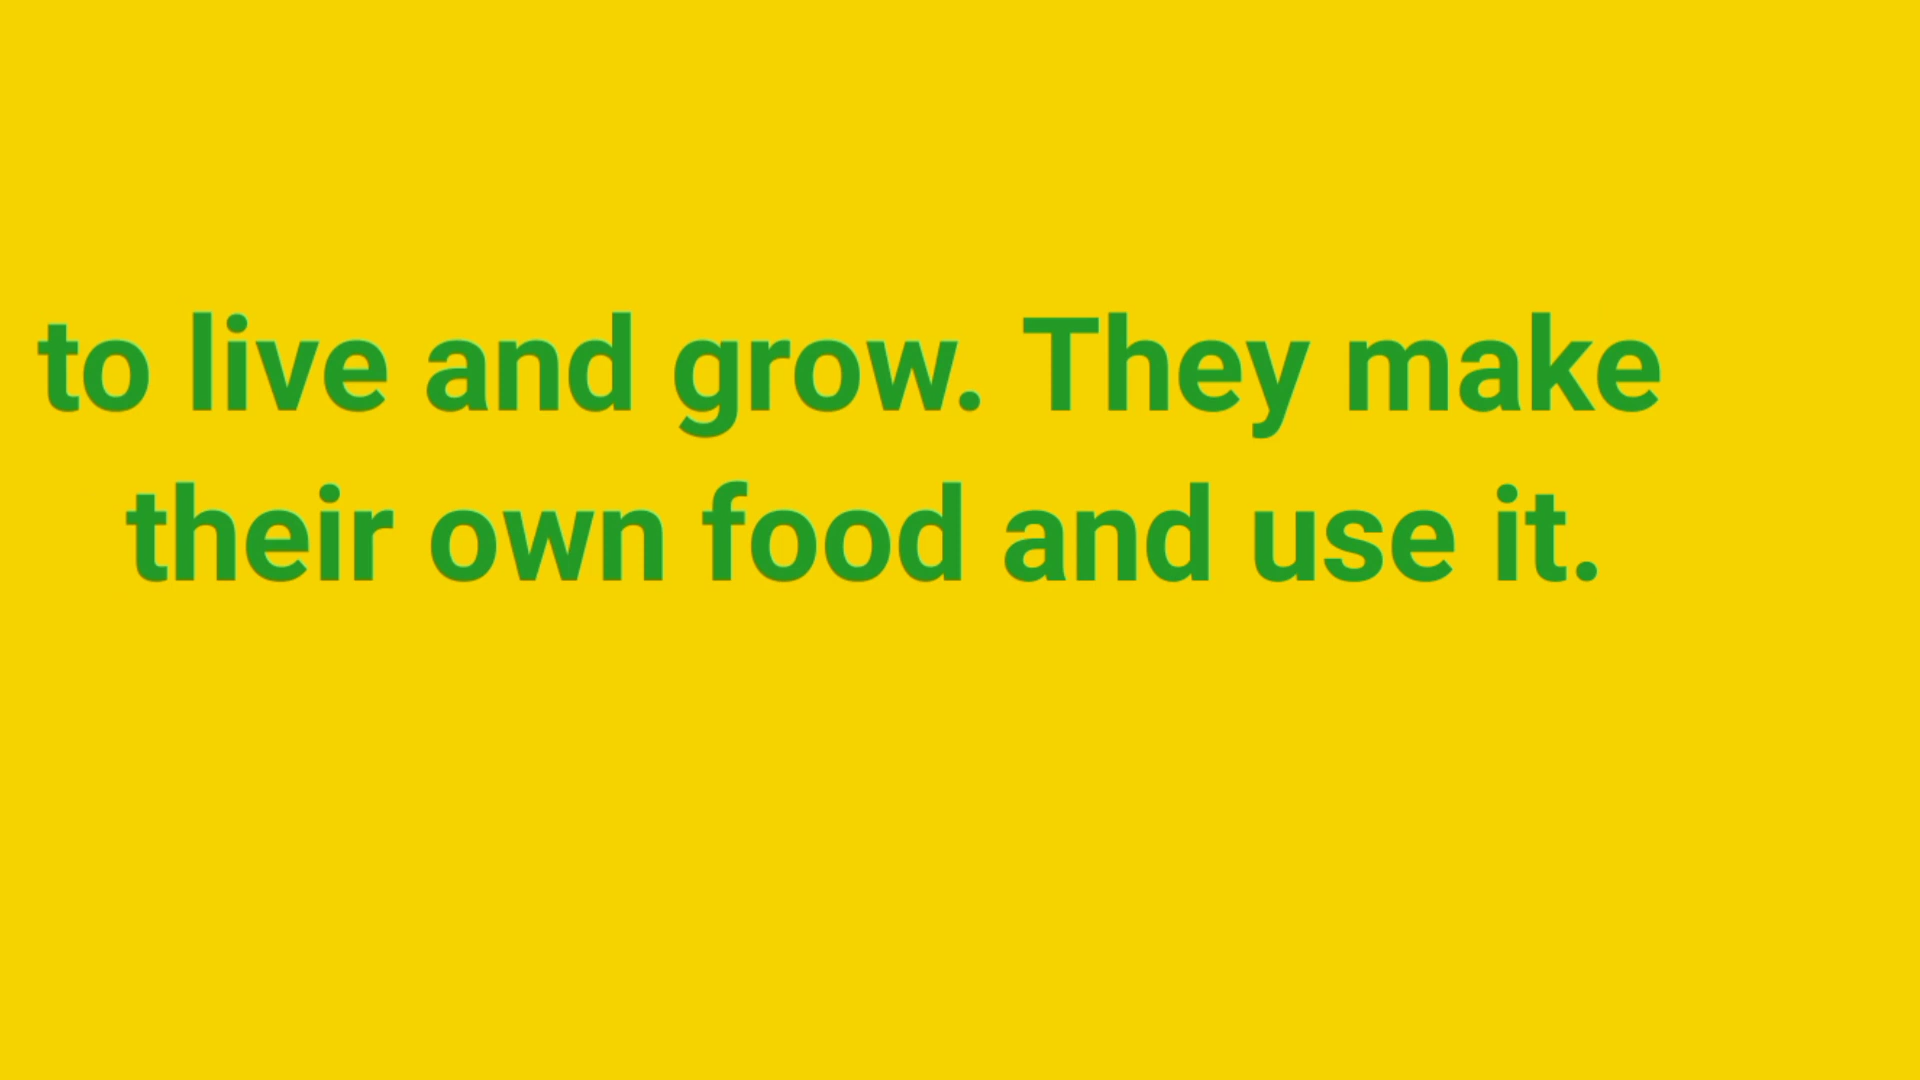 to live and grow. They make
their own food and use it.